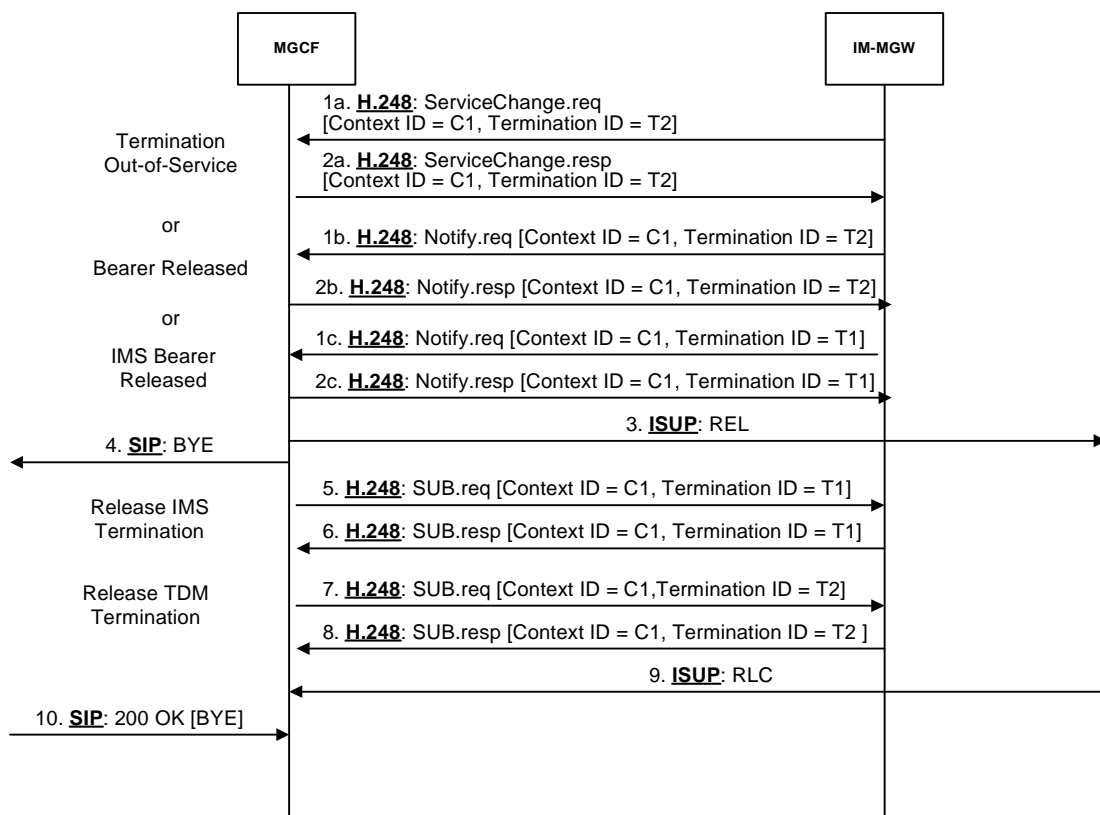 MGCF
IM-MGW
1a. H.248: ServiceChange.req
[Context ID = C1, Termination ID = T2]
Termination
Out-of-Service
2a. H.248: ServiceChange.resp
[Context ID = C1, Termination ID = T2]
or
1b. H.248: Notify.req [Context ID = C1, Termination ID = T2]
Bearer Released
2b. H.248: Notify.resp [Context ID = C1, Termination ID = T2]
or
1c. H.248: Notify.req [Context ID = C1, Termination ID = T1]
IMS Bearer
Released
2c. H.248: Notify.resp [Context ID = C1, Termination ID = T1]
3. ISUP: REL
4. SIP: BYE
5. H.248: SUB.req [Context ID = C1, Termination ID = T1]
Release IMS
Termination
6. H.248: SUB.resp [Context ID = C1, Termination ID = T1]
7. H.248: SUB.req [Context ID = C1,Termination ID = T2]
Release TDM
Termination
8. H.248: SUB.resp [Context ID = C1, Termination ID = T2 ]
9. ISUP: RLC
10. SIP: 200 OK [BYE]